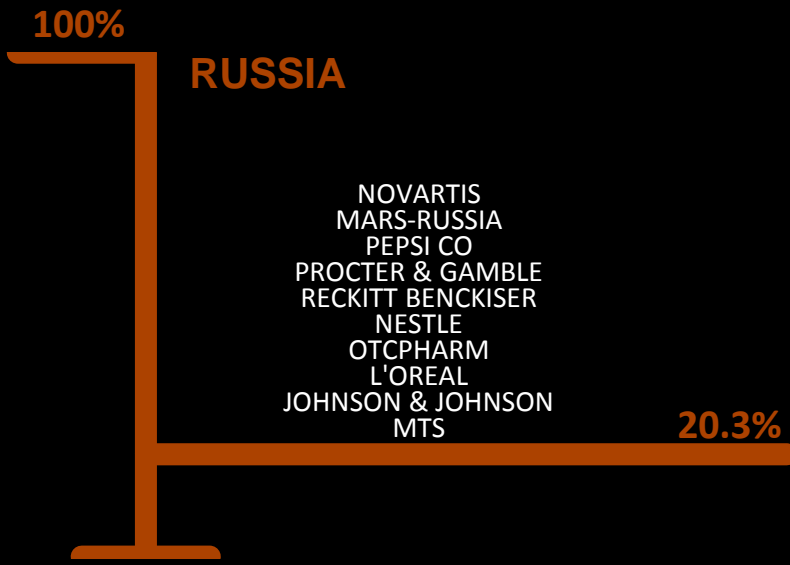 100%
RUSSIA
NOVARTIS
MARS-RUSSIA
PEPSI CO
PROCTER & GAMBLE
RECKITT BENCKISER
NESTLE
OTCPHARM
L'OREAL
JOHNSON & JOHNSON
MTS
20.3%